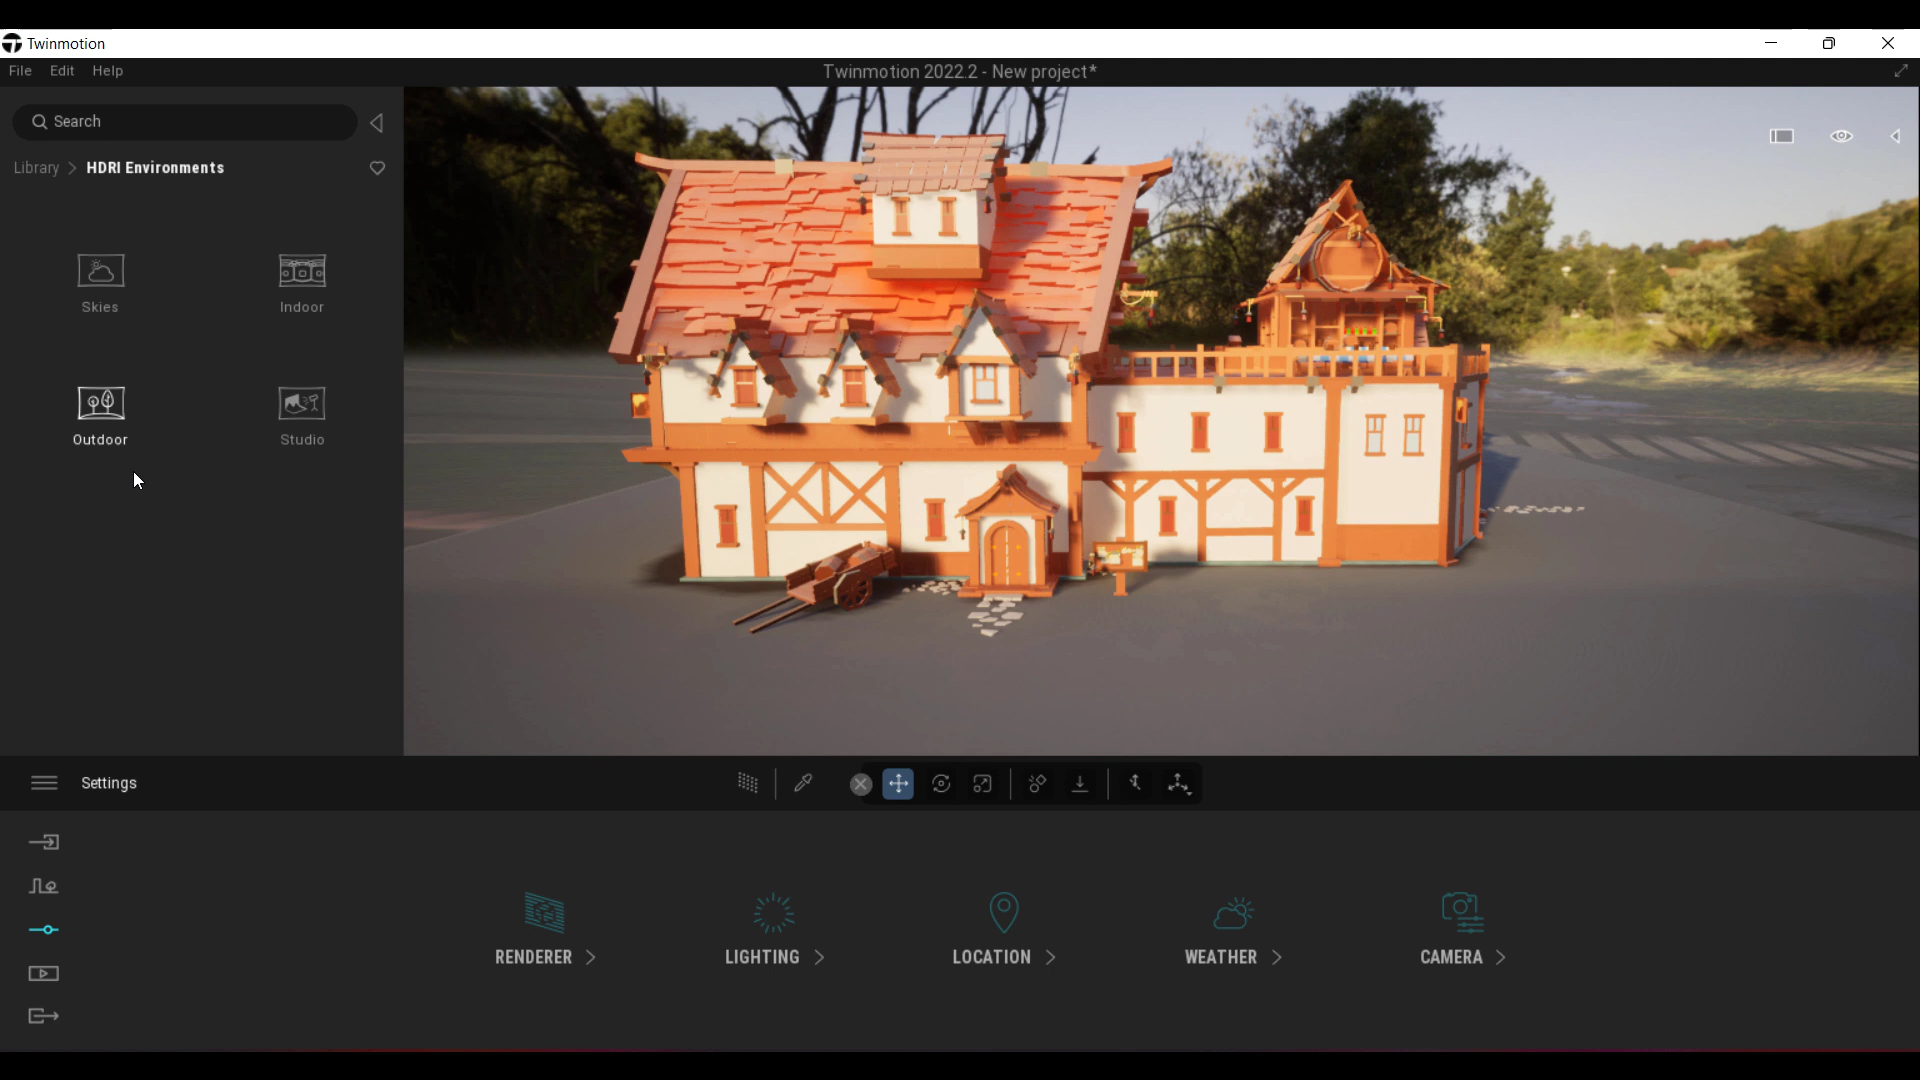 Twinmotion
File Edit Help
Twinmotion 2022.2 - New project*
Search
Library > HDRI Environments
Skies
Indoor
Outdoor
Studio
Settings
RENDERER >
LIGHTING >
LOCATION >
WEATHER >
CAMERA >